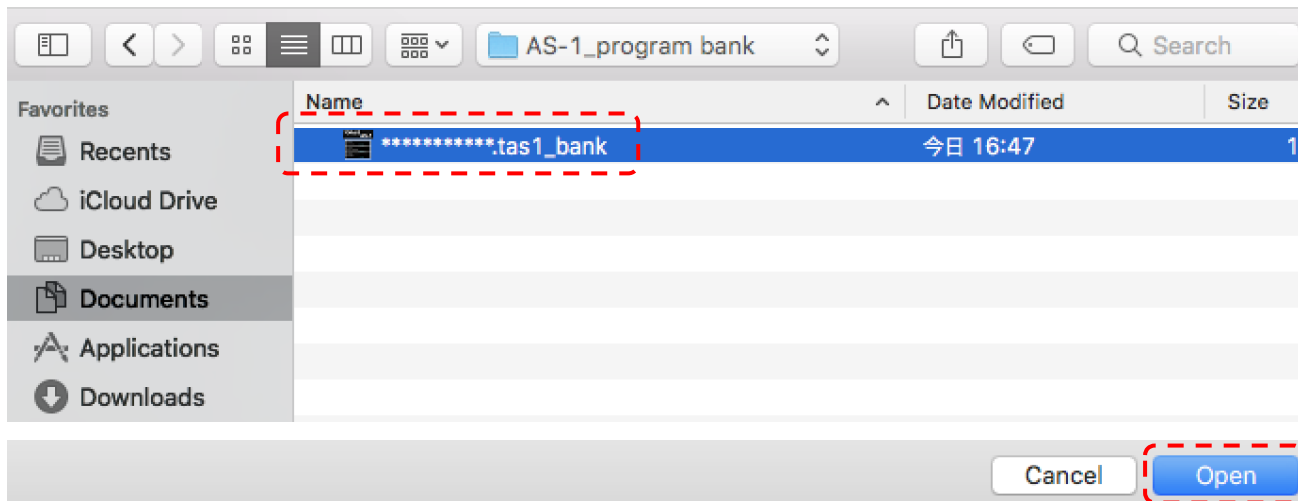 AS-1_program bank
Search
Favorites
Name
Date Modified
Size
***********.tas1_bank
今日 16:47
1
Recents
iCloud Drive
Desktop
Documents
Applications
Downloads
Cancel
Open